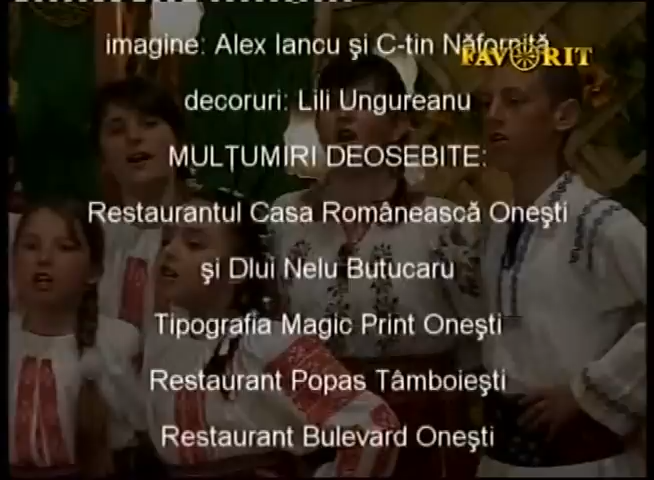 imagine: Alex Iancu şi C-tin Năforniţă
FAVORIT
decoruri: Lili Ungureanu
MULŢUMIRI DEOSEBITE:
Restaurantul Casa Românească Oneşti
şi Dlui Nelu Butucaru
Tipografia Magic Print Oneşti
Restaurant Popas Tâmboieşti
Restaurant Bulevard Oneşti